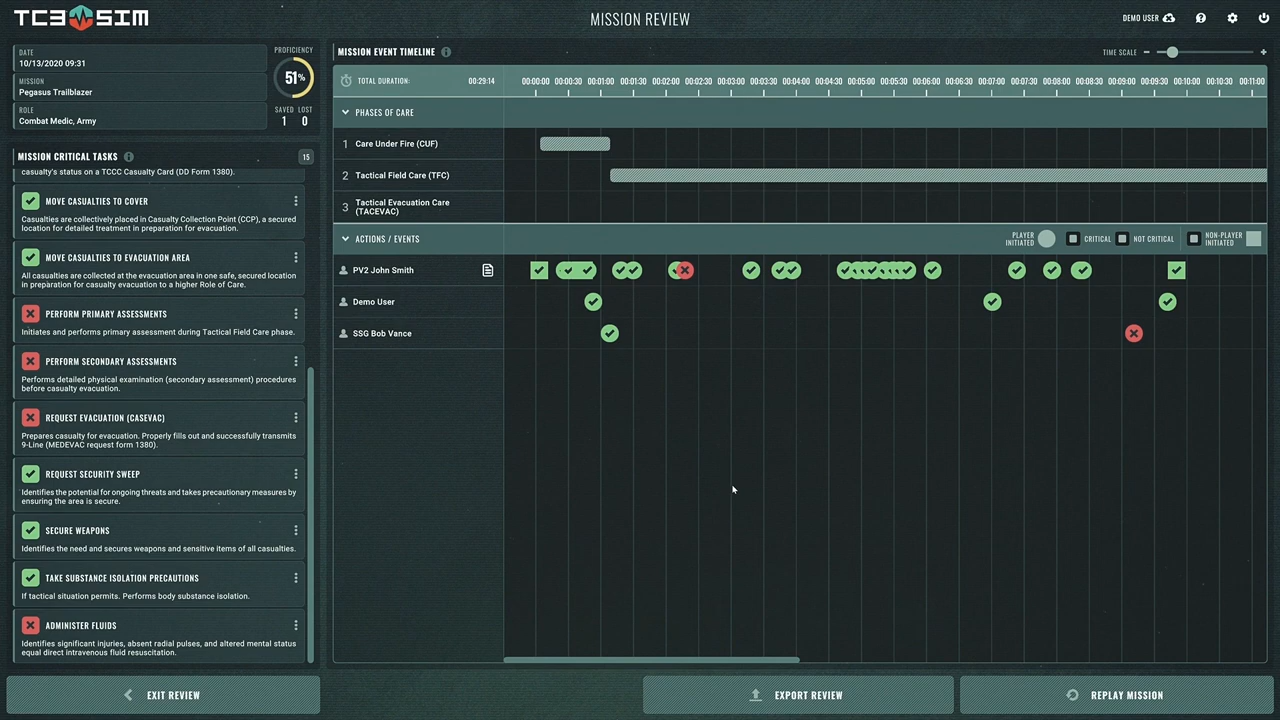 TC3 SIM
MISSION REVIEW
DEMO USER
DATE
10/13/2020 09:31
MISSION
Pegasus Trailblazer
ROLE
Combat Medic, Army
PROFICIENCY
51%
SAVED LOST
1 0
MISSION CRITICAL TASKS
15
casualty's status on a TCCC Casualty Card (DD Form 1380).
MOVE CASUALTIES TO COVER
Casualties are collectively placed in Casualty Collection Point (CCP), a secured
location for detailed treatment in preparation for evacuation.
MOVE CASUALTIES TO EVACUATION AREA
All casualties are collected at the evacuation area in one safe, secured location
in preparation for casualty evacuation to a higher Role of Care.
PERFORM PRIMARY ASSESSMENTS
Initiates and performs primary assessment during Tactical Field Care phase.
PERFORM SECONDARY ASSESSMENTS
Performs detailed physical examination (secondary assessment) procedures
before casualty evacuation.
REQUEST EVACUATION (CASEVAC)
Prepares casualty for evacuation. Properly fills out and successfully transmits
9-Line (MEDEVAC request form 1380).
REQUEST SECURITY SWEEP
Identifies the potential for ongoing threats and takes precautionary measures by
ensuring the area is secure.
SECURE WEAPONS
Identifies the need and secures weapons and sensitive items of all casualties.
TAKE SUBSTANCE ISOLATION PRECAUTIONS
If tactical situation permits. Performs body substance isolation.
ADMINISTER FLUIDS
Identifies significant injuries, absent radial pulses, and altered mental status
equal direct intravenous fluid resuscitation.
MISSION EVENT TIMELINE
TIME SCALE
TOTAL DURATION: 00:29:14
00:00:00 00:00:30 00:01:00 00:01:30 00:02:00 00:02:30 00:03:00 00:03:30 00:04:00 00:04:30 00:05:00 00:05:30 00:06:00 00:06:30 00:07:00 00:07:30 00:08:00 00:08:30 00:09:00 00:09:30 00:10:00 00:10:30 00:11:00
PHASES OF CARE
1 Care Under Fire (CUF)
2 Tactical Field Care (TFC)
3 Tactical Evacuation Care
(TACEVAC)
ACTIONS / EVENTS
PLAYER
INITIATED
CRITICAL
NOT CRITICAL
NON-PLAYER
INITIATED
PV2 John Smith
Demo User
SSG Bob Vance
EXIT REVIEW
EXPORT REVIEW
REPLAY MISSION